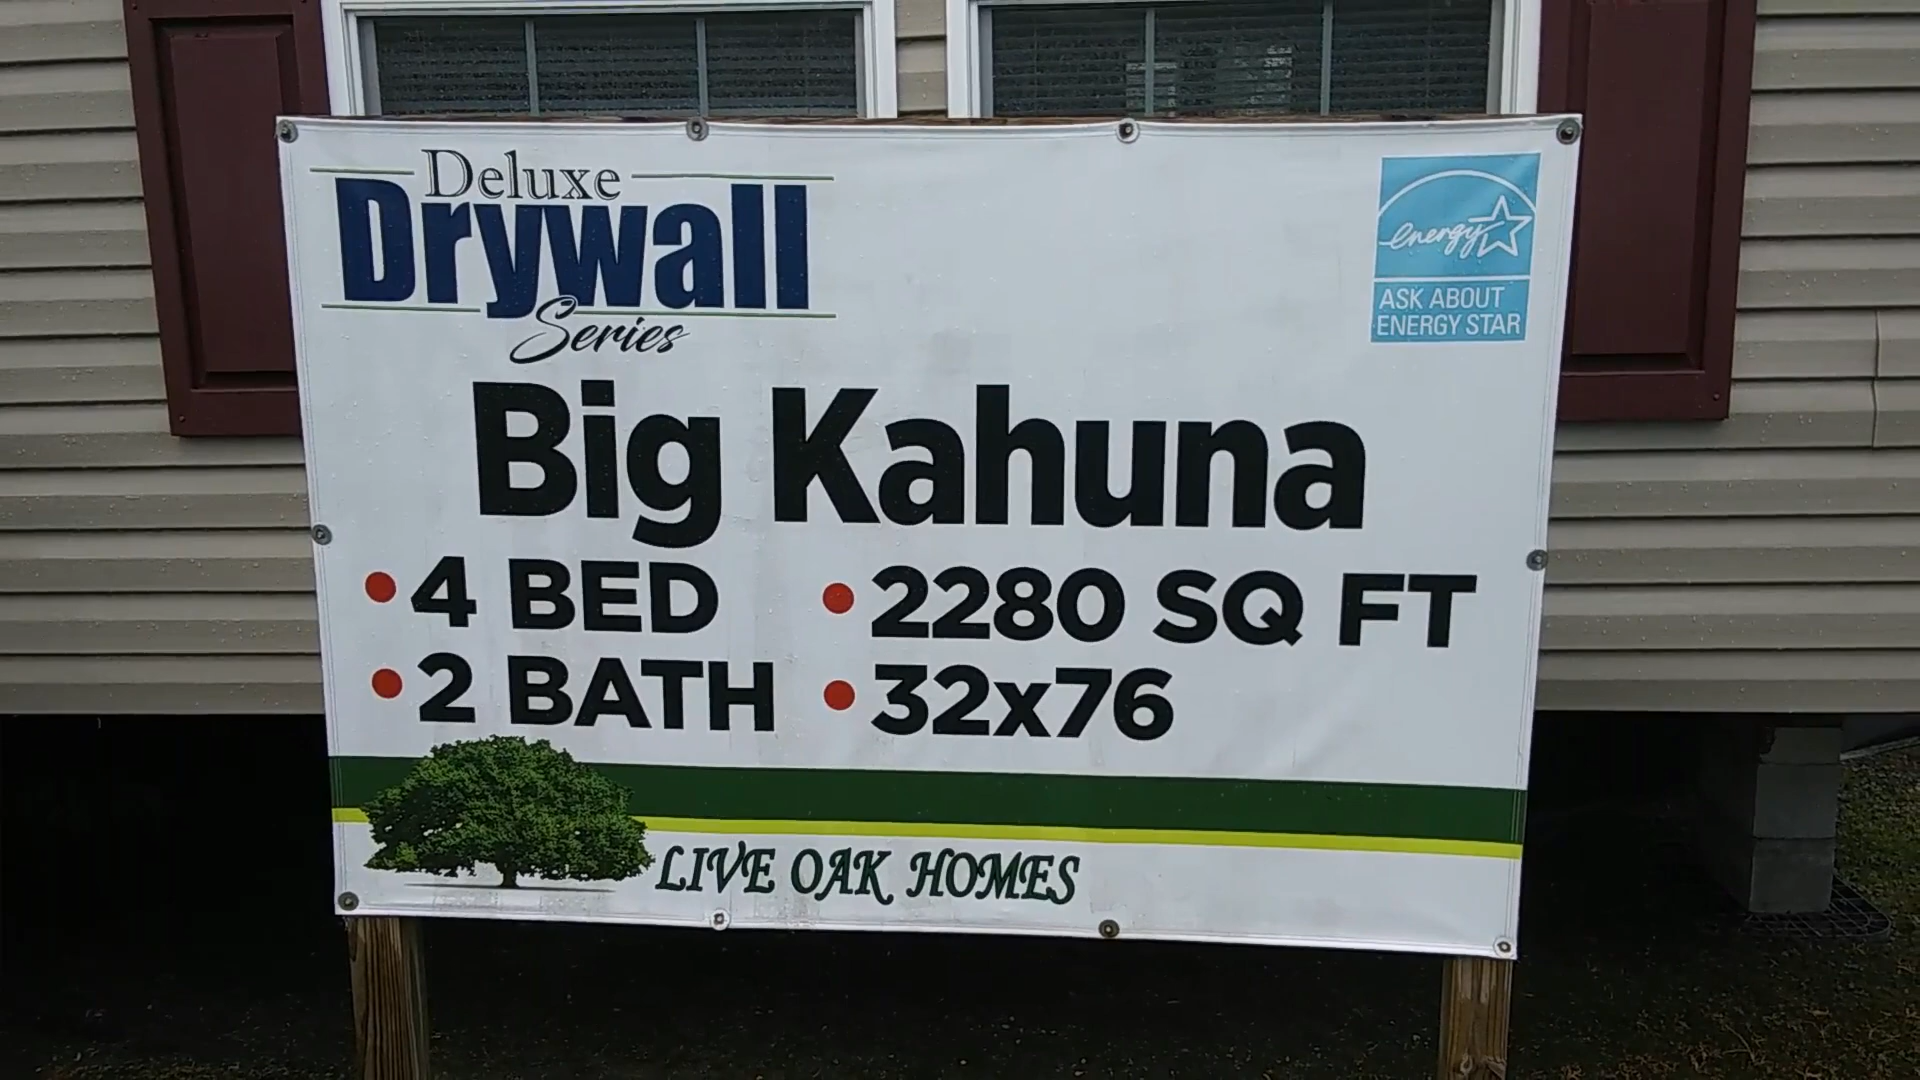 Deluxe
Drywall
Series
energy
ASK ABOUT
ENERGY STAR
Big Kahuna
• 4 BED
• 2 BATH
• 2280 SQ FT
• 32x76
LIVE OAK HOMES